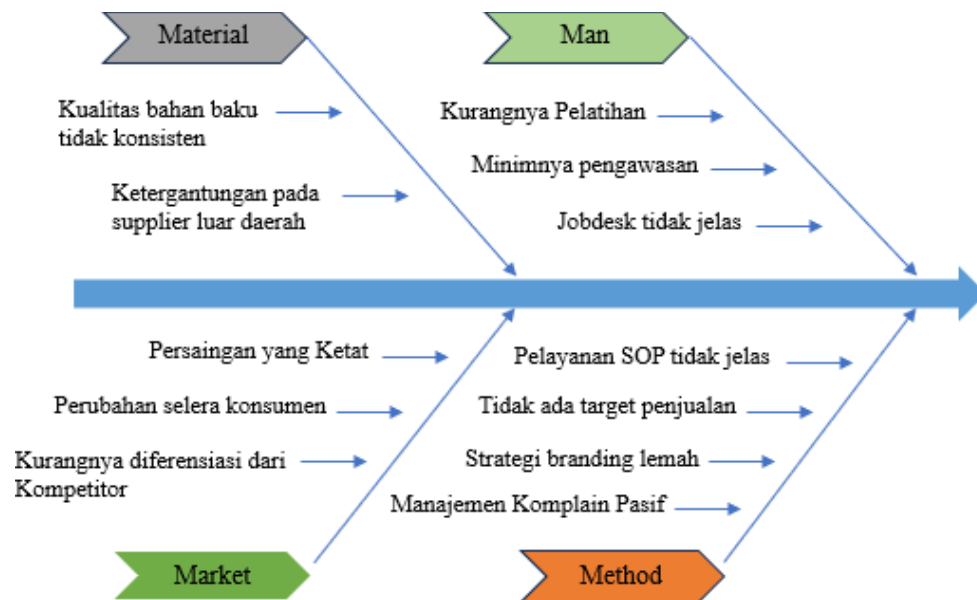 Material
Man
Kualitas bahan baku
tidak konsisten
Ketergantungan pada
supplier luar daerah
Kurangnya Pelatihan
Minimnya pengawasan
Jobdesk tidak jelas
Persaingan yang Ketat
Perubahan selera konsumen
Kurangnya diferensiasi dari
Kompetitor
Pelayanan SOP tidak jelas
Tidak ada target penjualan
Strategi branding lemah
Manajemen Komplain Pasif
Market
Method